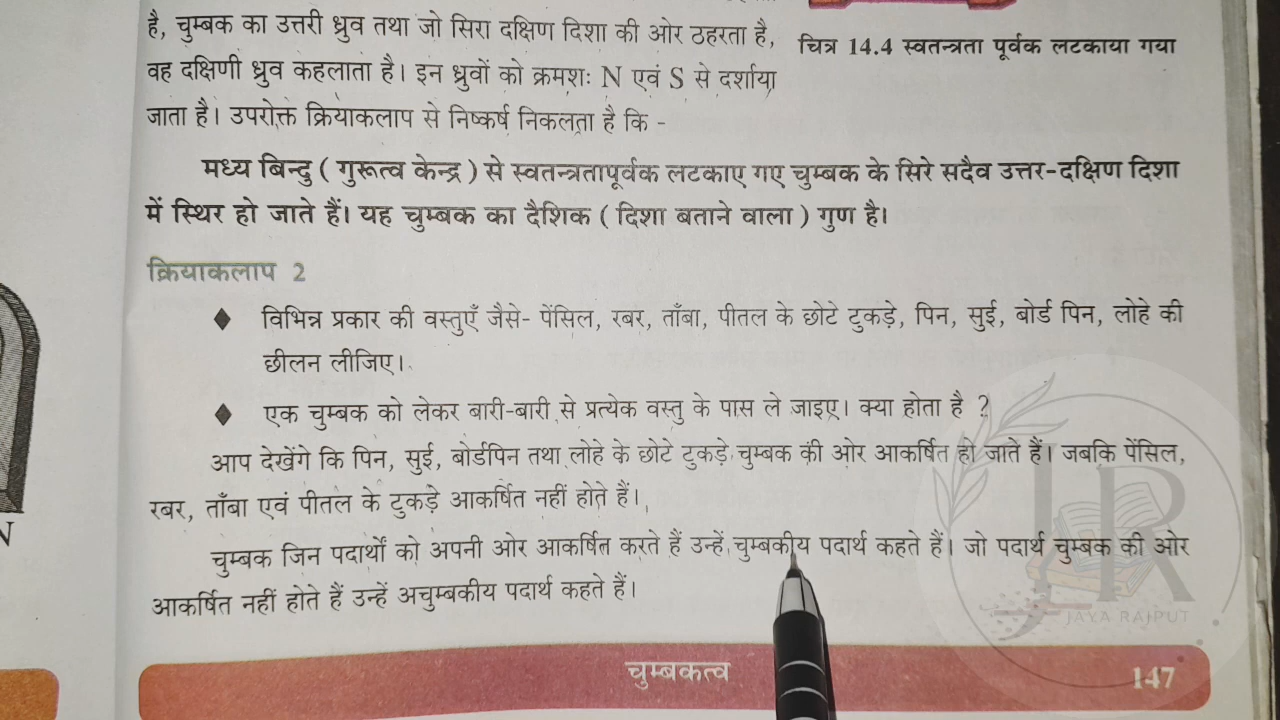 है, चुम्बक का उत्तरी ध्रुव तथा जो सिरा दक्षिण दिशा की ओर ठहरता है,
वह दक्षिणी ध्रुव कहलाता है। इन ध्रुवों को क्रमशः N एवं S से दर्शाया
जाता है। उपरोक्त क्रियाकलाप से निष्कर्ष निकलता है कि -
चित्र 14.4 स्वतन्त्रता पूर्वक लटकाया गया
मध्य बिन्दु ( गुरूत्व केन्द्र ) से स्वतन्त्रतापूर्वक लटकाए गए चुम्बक के सिरे सदैव उत्तर-दक्षिण दिशा
में स्थिर हो जाते हैं। यह चुम्बक का दैशिक ( दिशा बताने वाला ) गुण है।
क्रियाकलाप 2
♦ विभिन्न प्रकार की वस्तुएँ जैसे- पेंसिल, रबर, ताँबा, पीतल के छोटे टुकड़े, पिन, सुई, बोर्ड पिन, लोहे की
छीलन लीजिए।
♦ एक चुम्बक को लेकर बारी-बारी से प्रत्येक वस्तु के पास ले जाइए। क्या होता है ?
आप देखेंगे कि पिन, सुई, बोर्डपिन तथा लोहे के छोटे टुकड़े चुम्बक की ओर आकर्षित हो जाते हैं। जबकि पेंसिल,
रबर, ताँबा एवं पीतल के टुकड़े आकर्षित नहीं होते हैं।
चुम्बक जिन पदार्थों को अपनी ओर आकर्षित करते हैं उन्हें चुम्बकीय पदार्थ कहते हैं। जो पदार्थ चुम्बक की ओर
आकर्षित नहीं होते हैं उन्हें अचुम्बकीय पदार्थ कहते हैं।
N
JR
JAYA RAJPUT
चुम्बकत्व
147